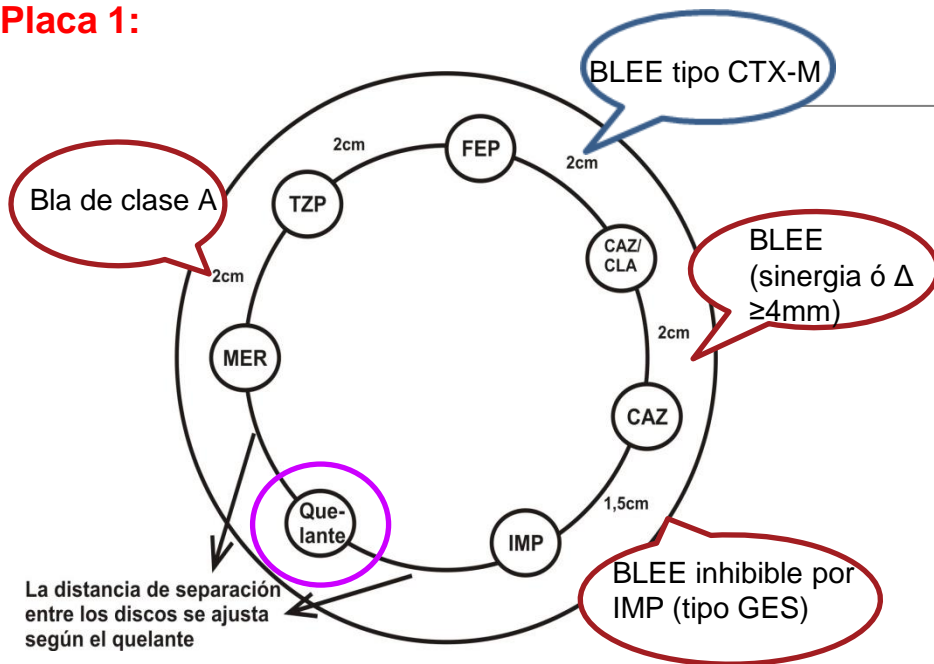 Placa 1:
BLEE tipo CTX-M
2cm
FEP
2cm
Bla de clase A
TZP
CAZ/
CLA
BLEE
(sinergia ó Δ
≥4mm)
2cm
2cm
MER
CAZ
1,5cm
Que-
lante
IMP
BLEE inhibible por
IMP (tipo GES)
La distancia de separación
entre los discos se ajusta
según el quelante